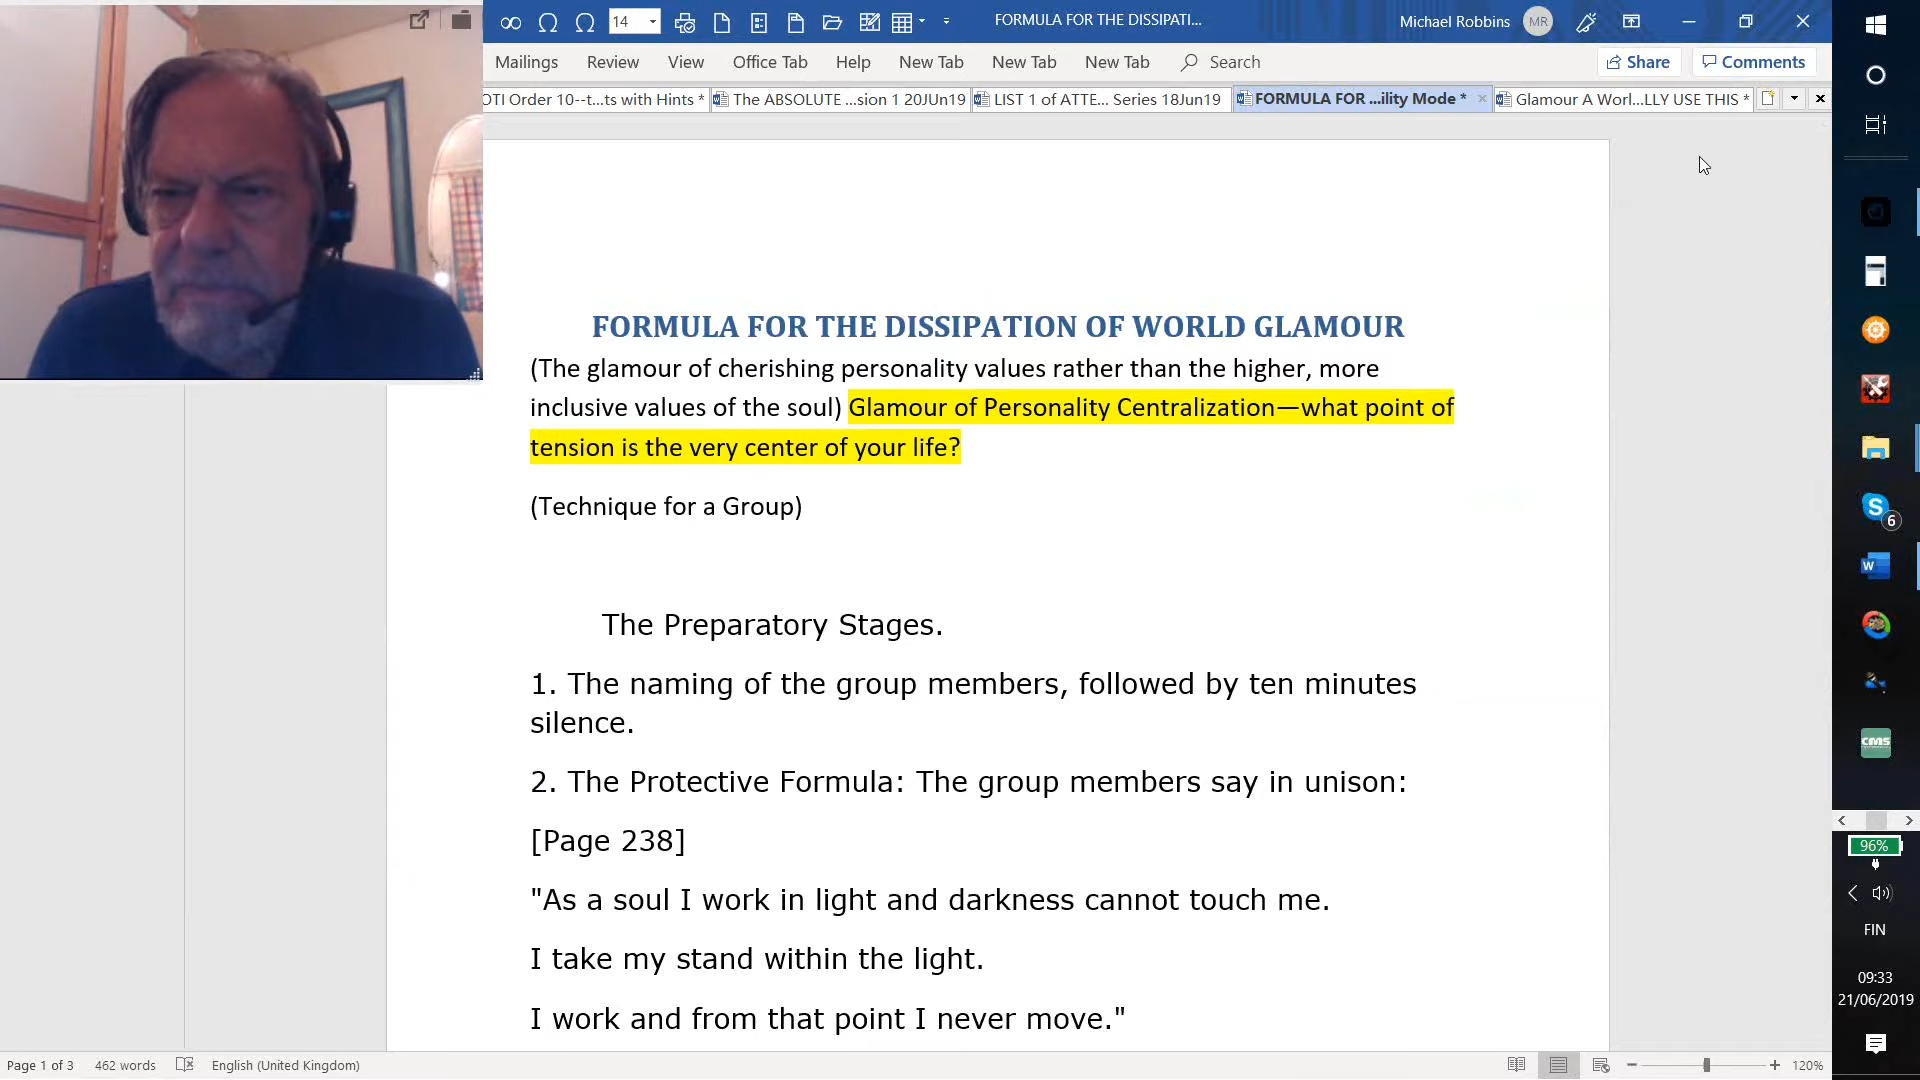 14
FORMULA FOR THE DISSIPATI...
Michael Robbins
MR
Mailings
Review
View
Office Tab
Help
New Tab
New Tab
New Tab
Search
Share
Comments
OTI Order 10--t...ts with Hints *
The ABSOLUTE ...sion 1 20JUn19
LIST 1 of ATTE... Series 18Jun19
FORMULA FOR ...ility Mode *
Glamour A Worl...LLY USE THIS *
FORMULA FOR THE DISSIPATION OF WORLD GLAMOUR
(The glamour of cherishing personality values rather than the higher, more
inclusive values of the soul) Glamour of Personality Centralization—what point of
tension is the very center of your life?
(Technique for a Group)
The Preparatory Stages.
1. The naming of the group members, followed by ten minutes
silence.
2. The Protective Formula: The group members say in unison:
[Page 238]
"As a soul I work in light and darkness cannot touch me.
I take my stand within the light.
I work and from that point I never move."
Page 1 of 3
462 words
English (United Kingdom)
120%
S
6
W
CMS
96%
FIN
09:33
21/06/2019